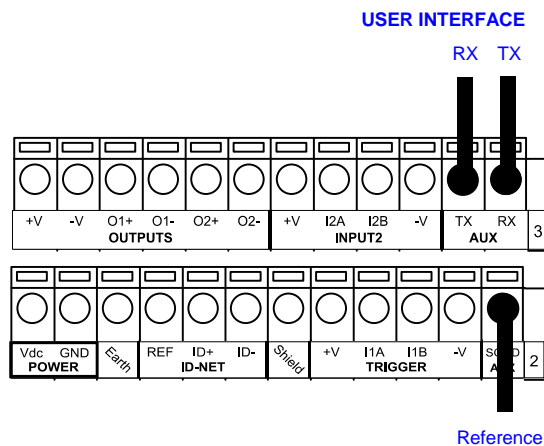 USER INTERFACE
RX TX
+V -V O1+ O1- O2+ O2- +V I2A I2B -V TX RX
OUTPUTS INPUT2 AUX 3
Vdc GND Earth REF ID+ ID- Shield +V I1A I1B -V
POWER ID-NET TRIGGER 2
Reference